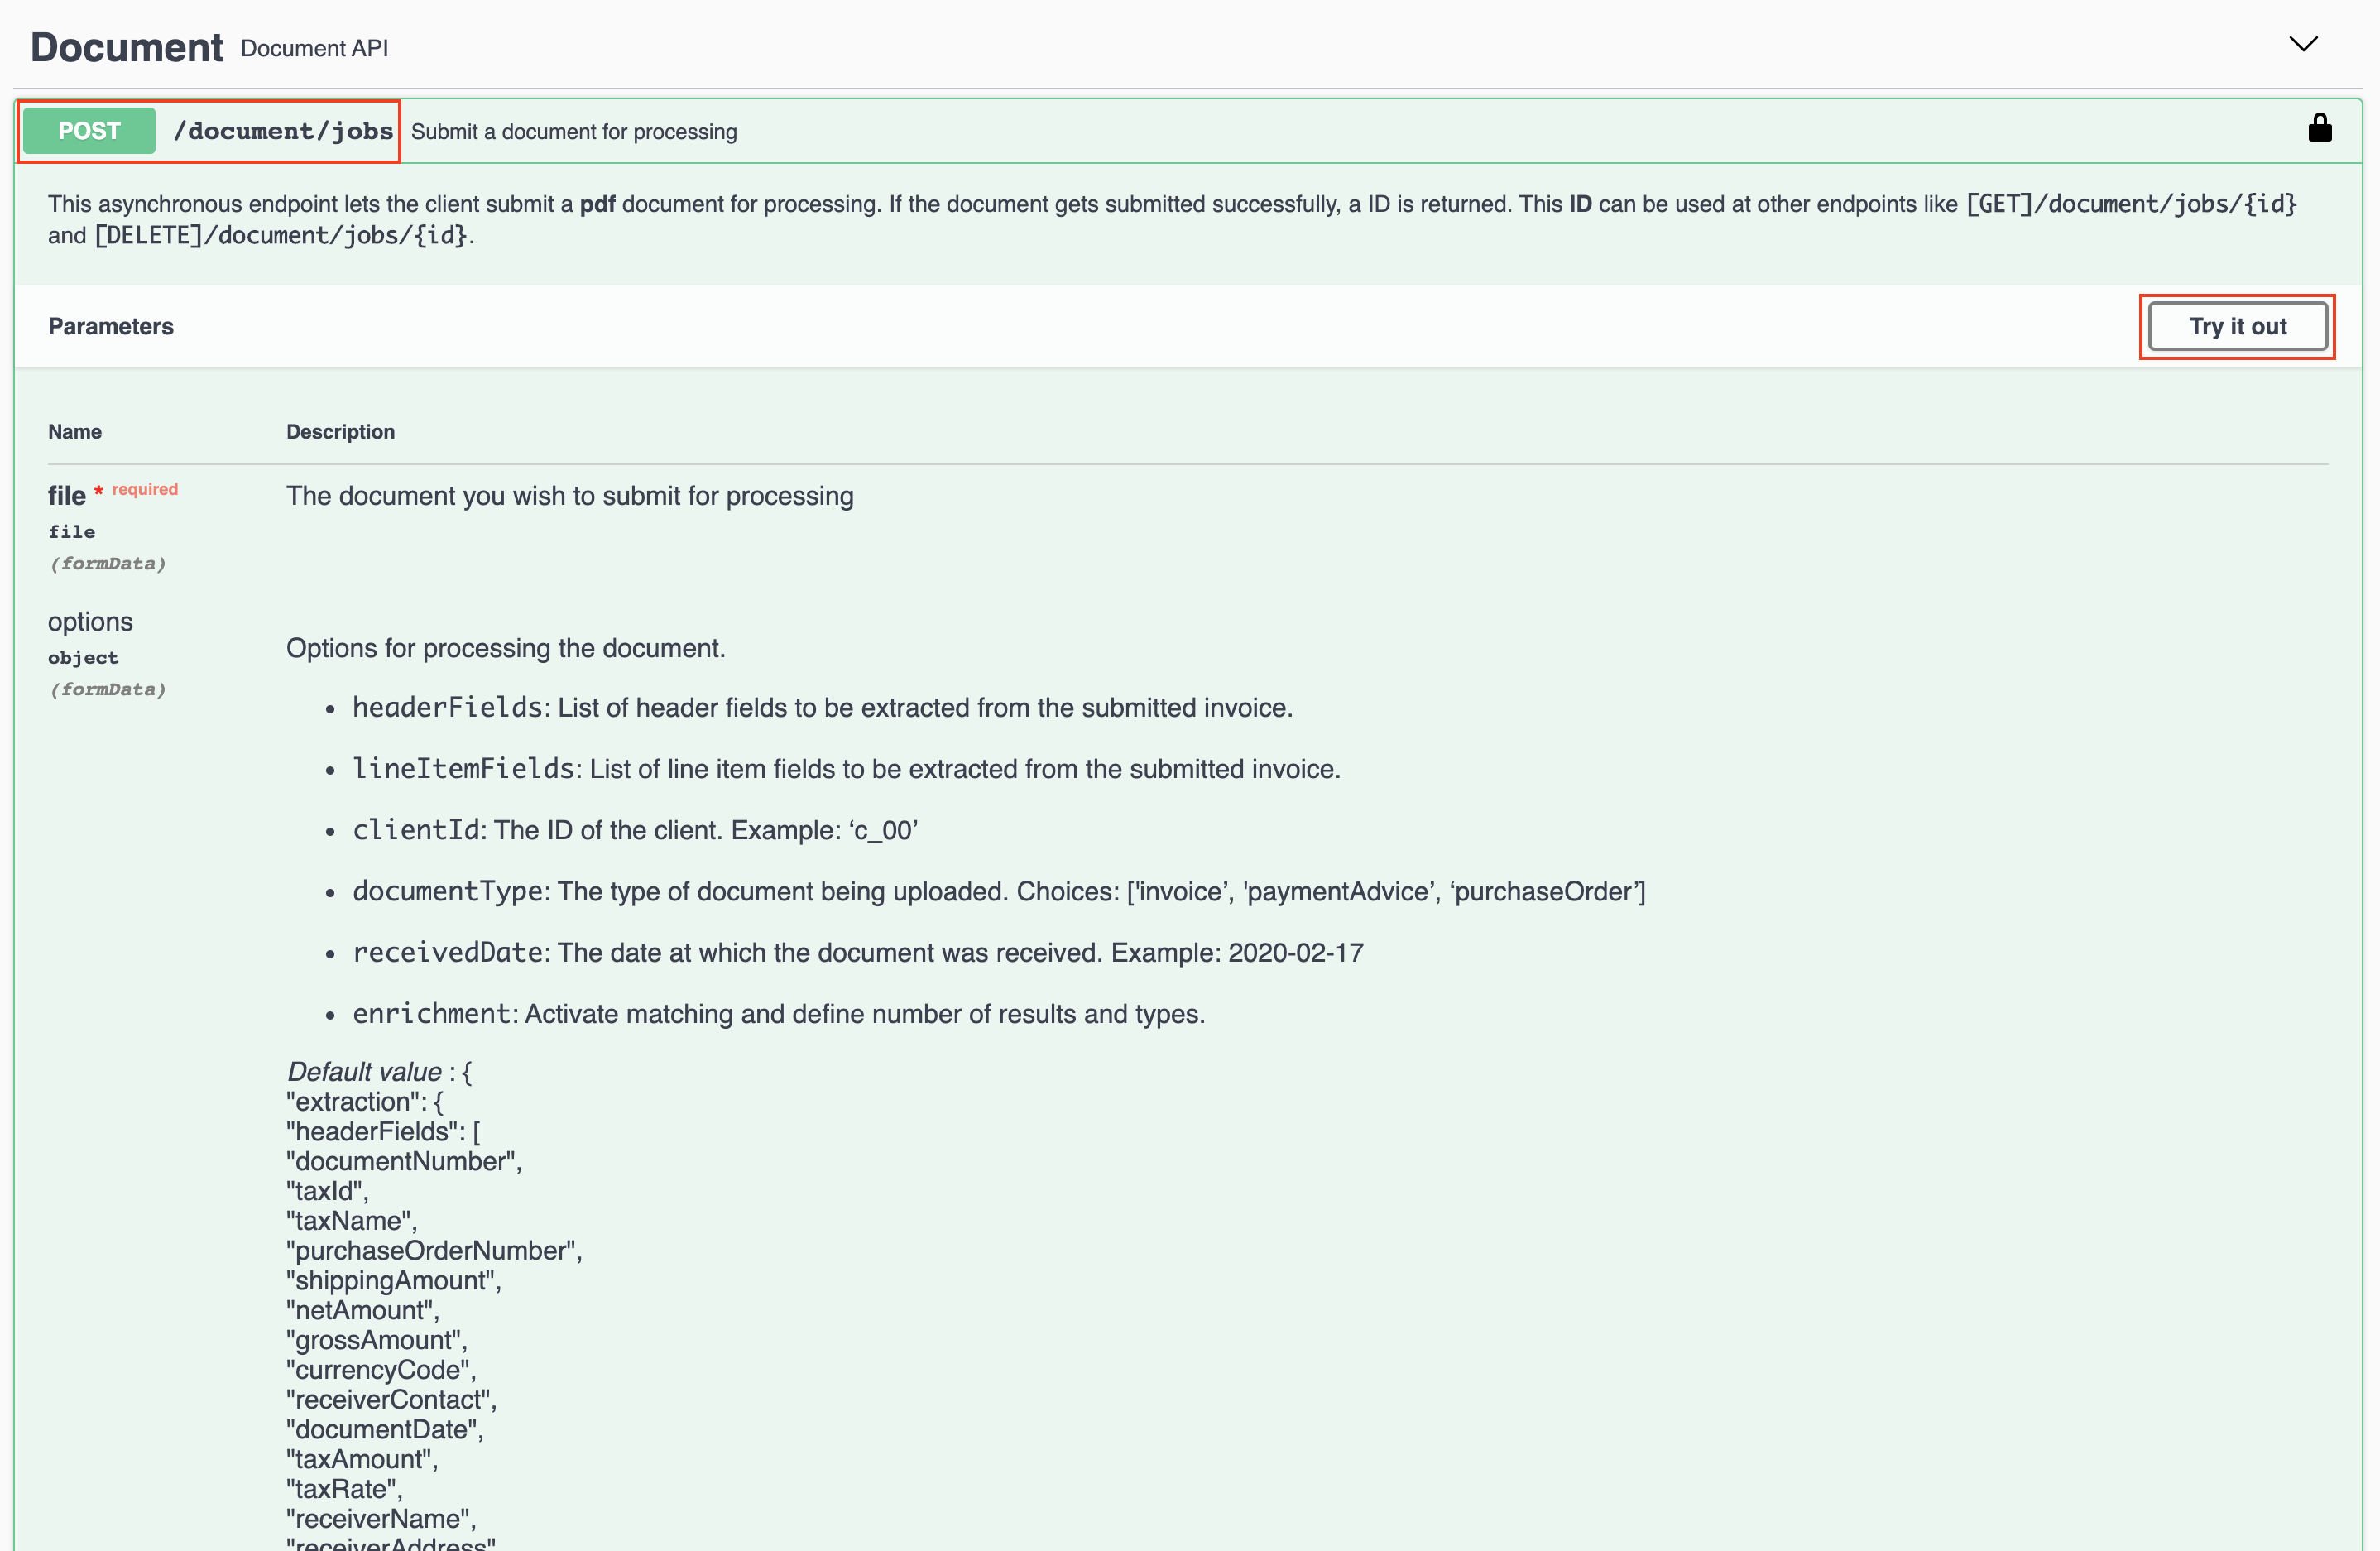 Document Document API
POST /document/jobs Submit a document for processing
This asynchronous endpoint lets the client submit a pdf document for processing. If the document gets submitted successfully, a ID is returned. This ID can be used at other endpoints like [GET]/document/jobs/{id}
and [DELETE]/document/jobs/{id}.
Parameters
Try it out
Name Description
file * required
The document you wish to submit for processing
file
(formData)
options
object
(formData)
Options for processing the document.
• headerFields: List of header fields to be extracted from the submitted invoice.
• lineItemFields: List of line item fields to be extracted from the submitted invoice.
• clientId: The ID of the client. Example: ‘c_00’
• documentType: The type of document being uploaded. Choices: ['invoice’, 'paymentAdvice’, ‘purchaseOrder’]
• receivedDate: The date at which the document was received. Example: 2020-02-17
• enrichment: Activate matching and define number of results and types.
Default value : {
"extraction": {
"headerFields": [
"documentNumber",
"taxId",
"taxName",
"purchaseOrderNumber",
"shippingAmount",
"netAmount",
"grossAmount",
"currencyCode",
"receiverContact",
"documentDate",
"taxAmount",
"taxRate",
"receiverName",
"receiverAddress"